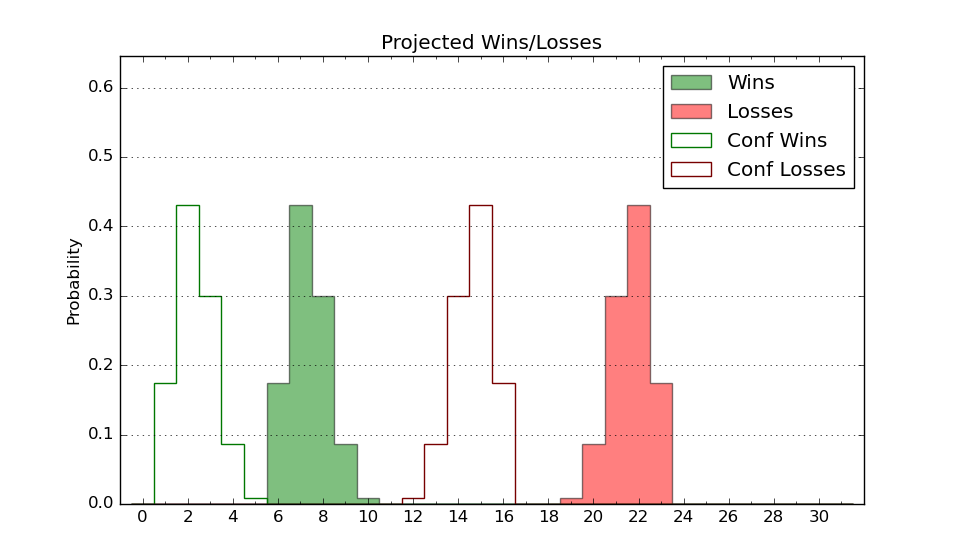 Projected Wins/Losses
Wins
Losses
Conf Wins
Conf Losses
Probability
0.6
0.5
0.4
0.3
0.2
0.1
0.0
0 2 4 6 8 10 12 14 16 18 20 22 24 26 28 30